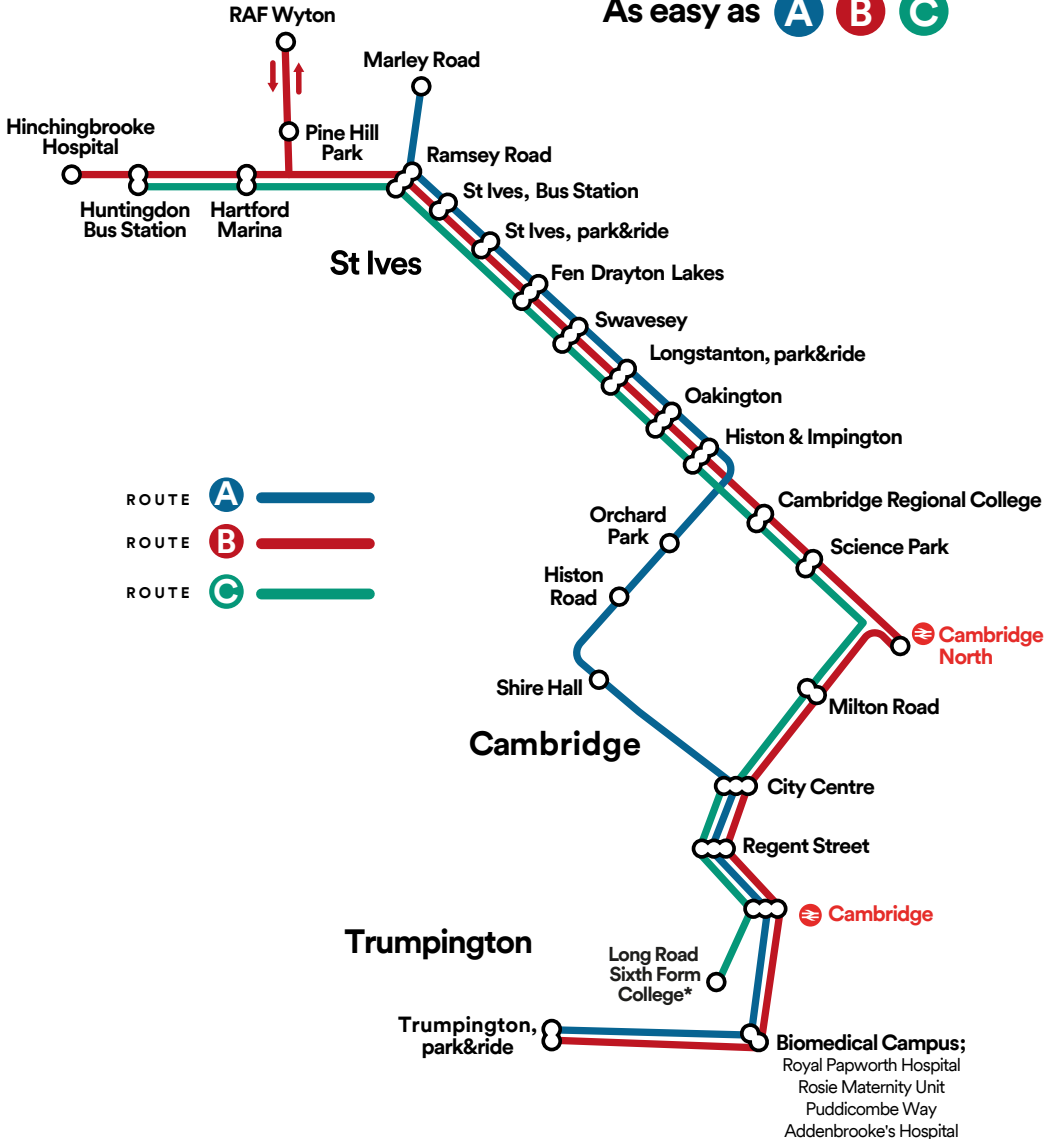 As easy as A B C
RAF Wyton
Marley Road
Hinchingbrooke
Hospital
Pine Hill
Park
Ramsey Road
St Ives, Bus Station
Huntingdon
Bus Station
Hartford
Marina
St Ives, park&ride
St Ives
Fen Drayton Lakes
Swavesey
Longstanton, park&ride
Oakington
Histon & Impington
ROUTE A
ROUTE B
ROUTE C
Cambridge Regional College
Orchard
Park
Science Park
Histon
Road
Cambridge
North
Shire Hall
Milton Road
Cambridge
City Centre
Regent Street
Cambridge
Trumpington
Long Road
Sixth Form
College*
Trumpington,
park&ride
Biomedical Campus;
Royal Papworth Hospital
Rosie Maternity Unit
Puddicombe Way
Addenbrooke's Hospital